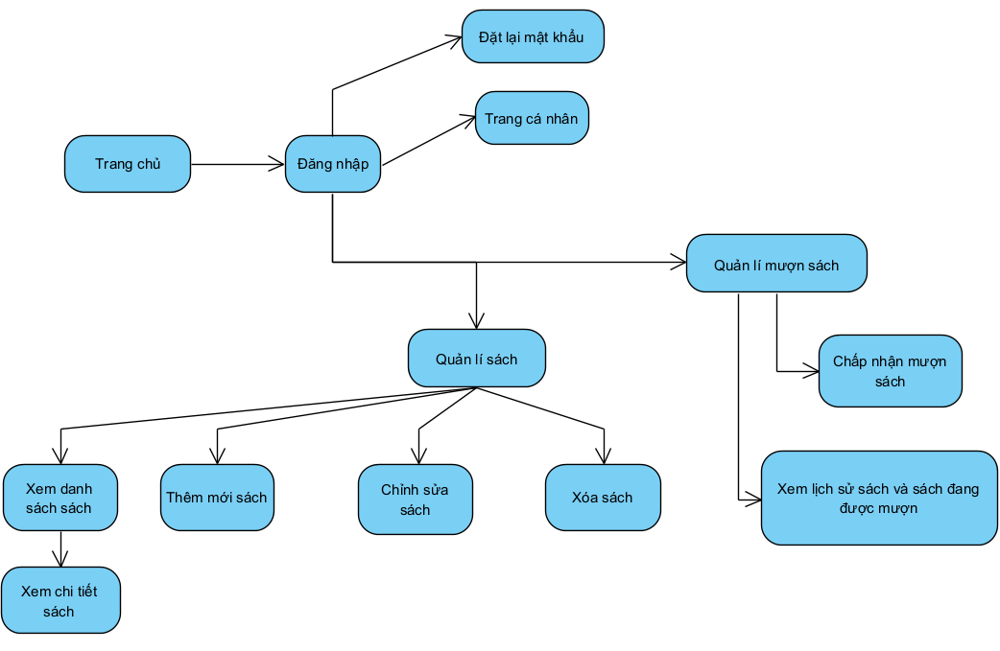 Đặt lại mật khẩu
Trang cá nhân
Trang chủ
Đăng nhập
Quản lí mượn sách
Quản lí sách
Chấp nhận mượn
sách
Xem danh
sách sách
Thêm mới sách
Chỉnh sửa
sách
Xóa sách
Xem lịch sử sách và sách đang
được mượn
Xem chi tiết
sách